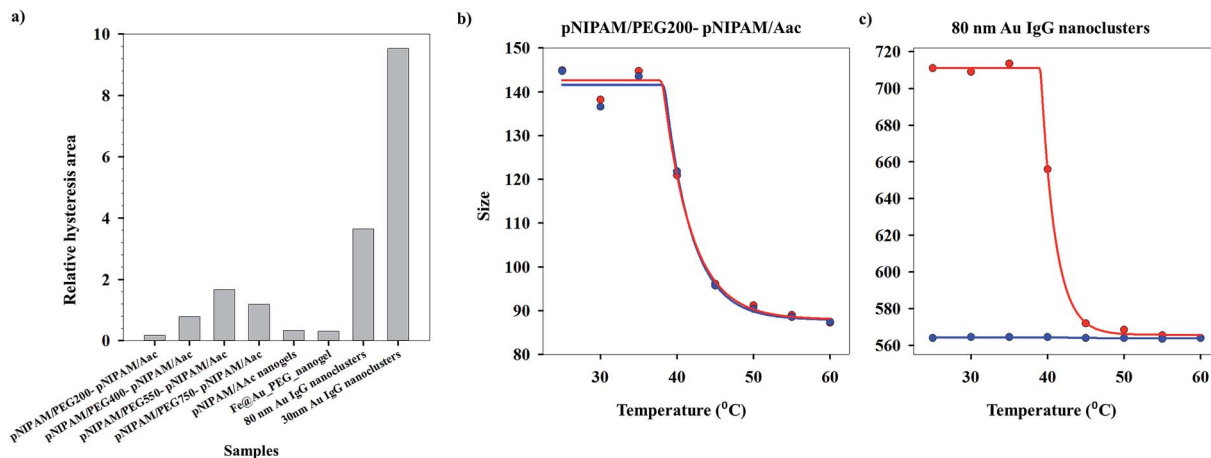 a)
Relative hysteresis area
10
8
6
4
2
0
pNIPAM/PEG200- pNIPAM/Aac
pNIPAM/PEG400- pNIPAM/Aac
pNIPAM/PEG550- pNIPAM/Aac
pNIPAM/PEG750- pNIPAM/Aac
pNIPAM/AAc nanogels
Fe@Au_PEG_nanogel
80 nm Au IgG nanoclusters
30nm Au IgG nanoclusters
Samples
b)
pNIPAM/PEG200- pNIPAM/Aac
Size
150
140
130
120
110
100
90
80
30
40
50
60
Temperature (⁰C)
c)
80 nm Au IgG nanoclusters
720
700
680
660
640
620
600
580
560
30
40
50
60
Temperature (⁰C)